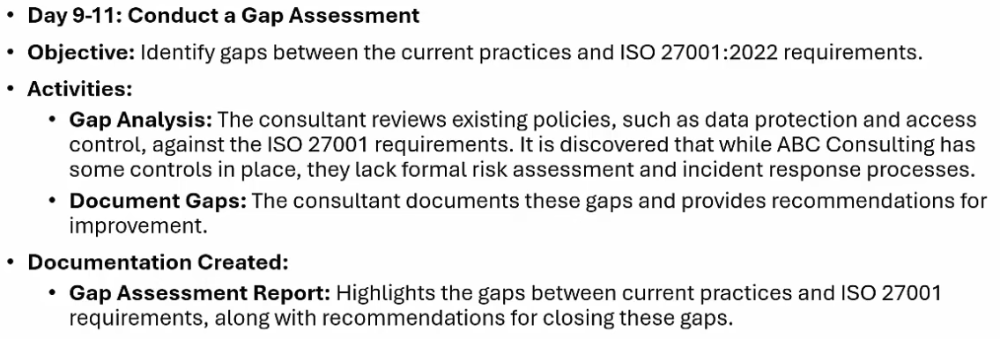 • Day 9-11: Conduct a Gap Assessment
• Objective: Identify gaps between the current practices and ISO 27001:2022 requirements.
• Activities:
• Gap Analysis: The consultant reviews existing policies, such as data protection and access
control, against the ISO 27001 requirements. It is discovered that while ABC Consulting has
some controls in place, they lack formal risk assessment and incident response processes.
• Document Gaps: The consultant documents these gaps and provides recommendations for
improvement.
• Documentation Created:
• Gap Assessment Report: Highlights the gaps between current practices and ISO 27001
requirements, along with recommendations for closing these gaps.